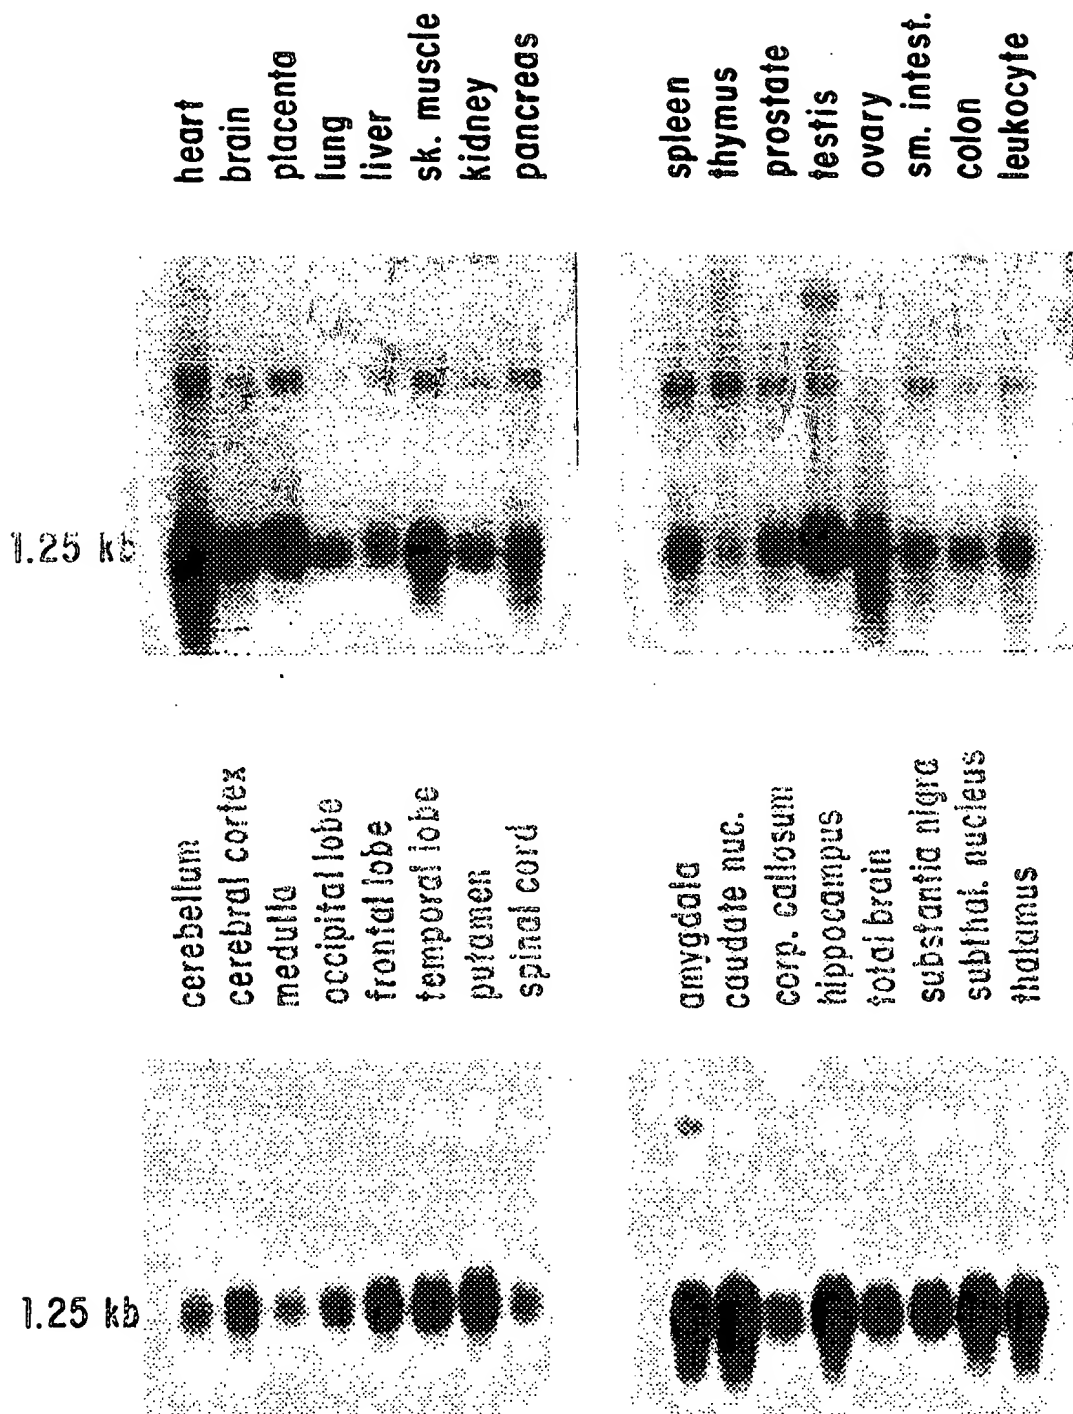 heart
brain
placenta
lung
liver
sk. muscle
kidney
pancreas
spleen
thymus
prostate
testis
ovary
sm. intest.
colon
leukocyte
1.25 kb
cerebellum
cerebral cortex
medulla
occipital lobe
frontal lobe
temporal lobe
putamen
spinal cord
amygdala
caudate nuc.
corp. callosum
hippocampus
total brain
substantia nigra
subthal. nucleus
thalamus
1.25 kb